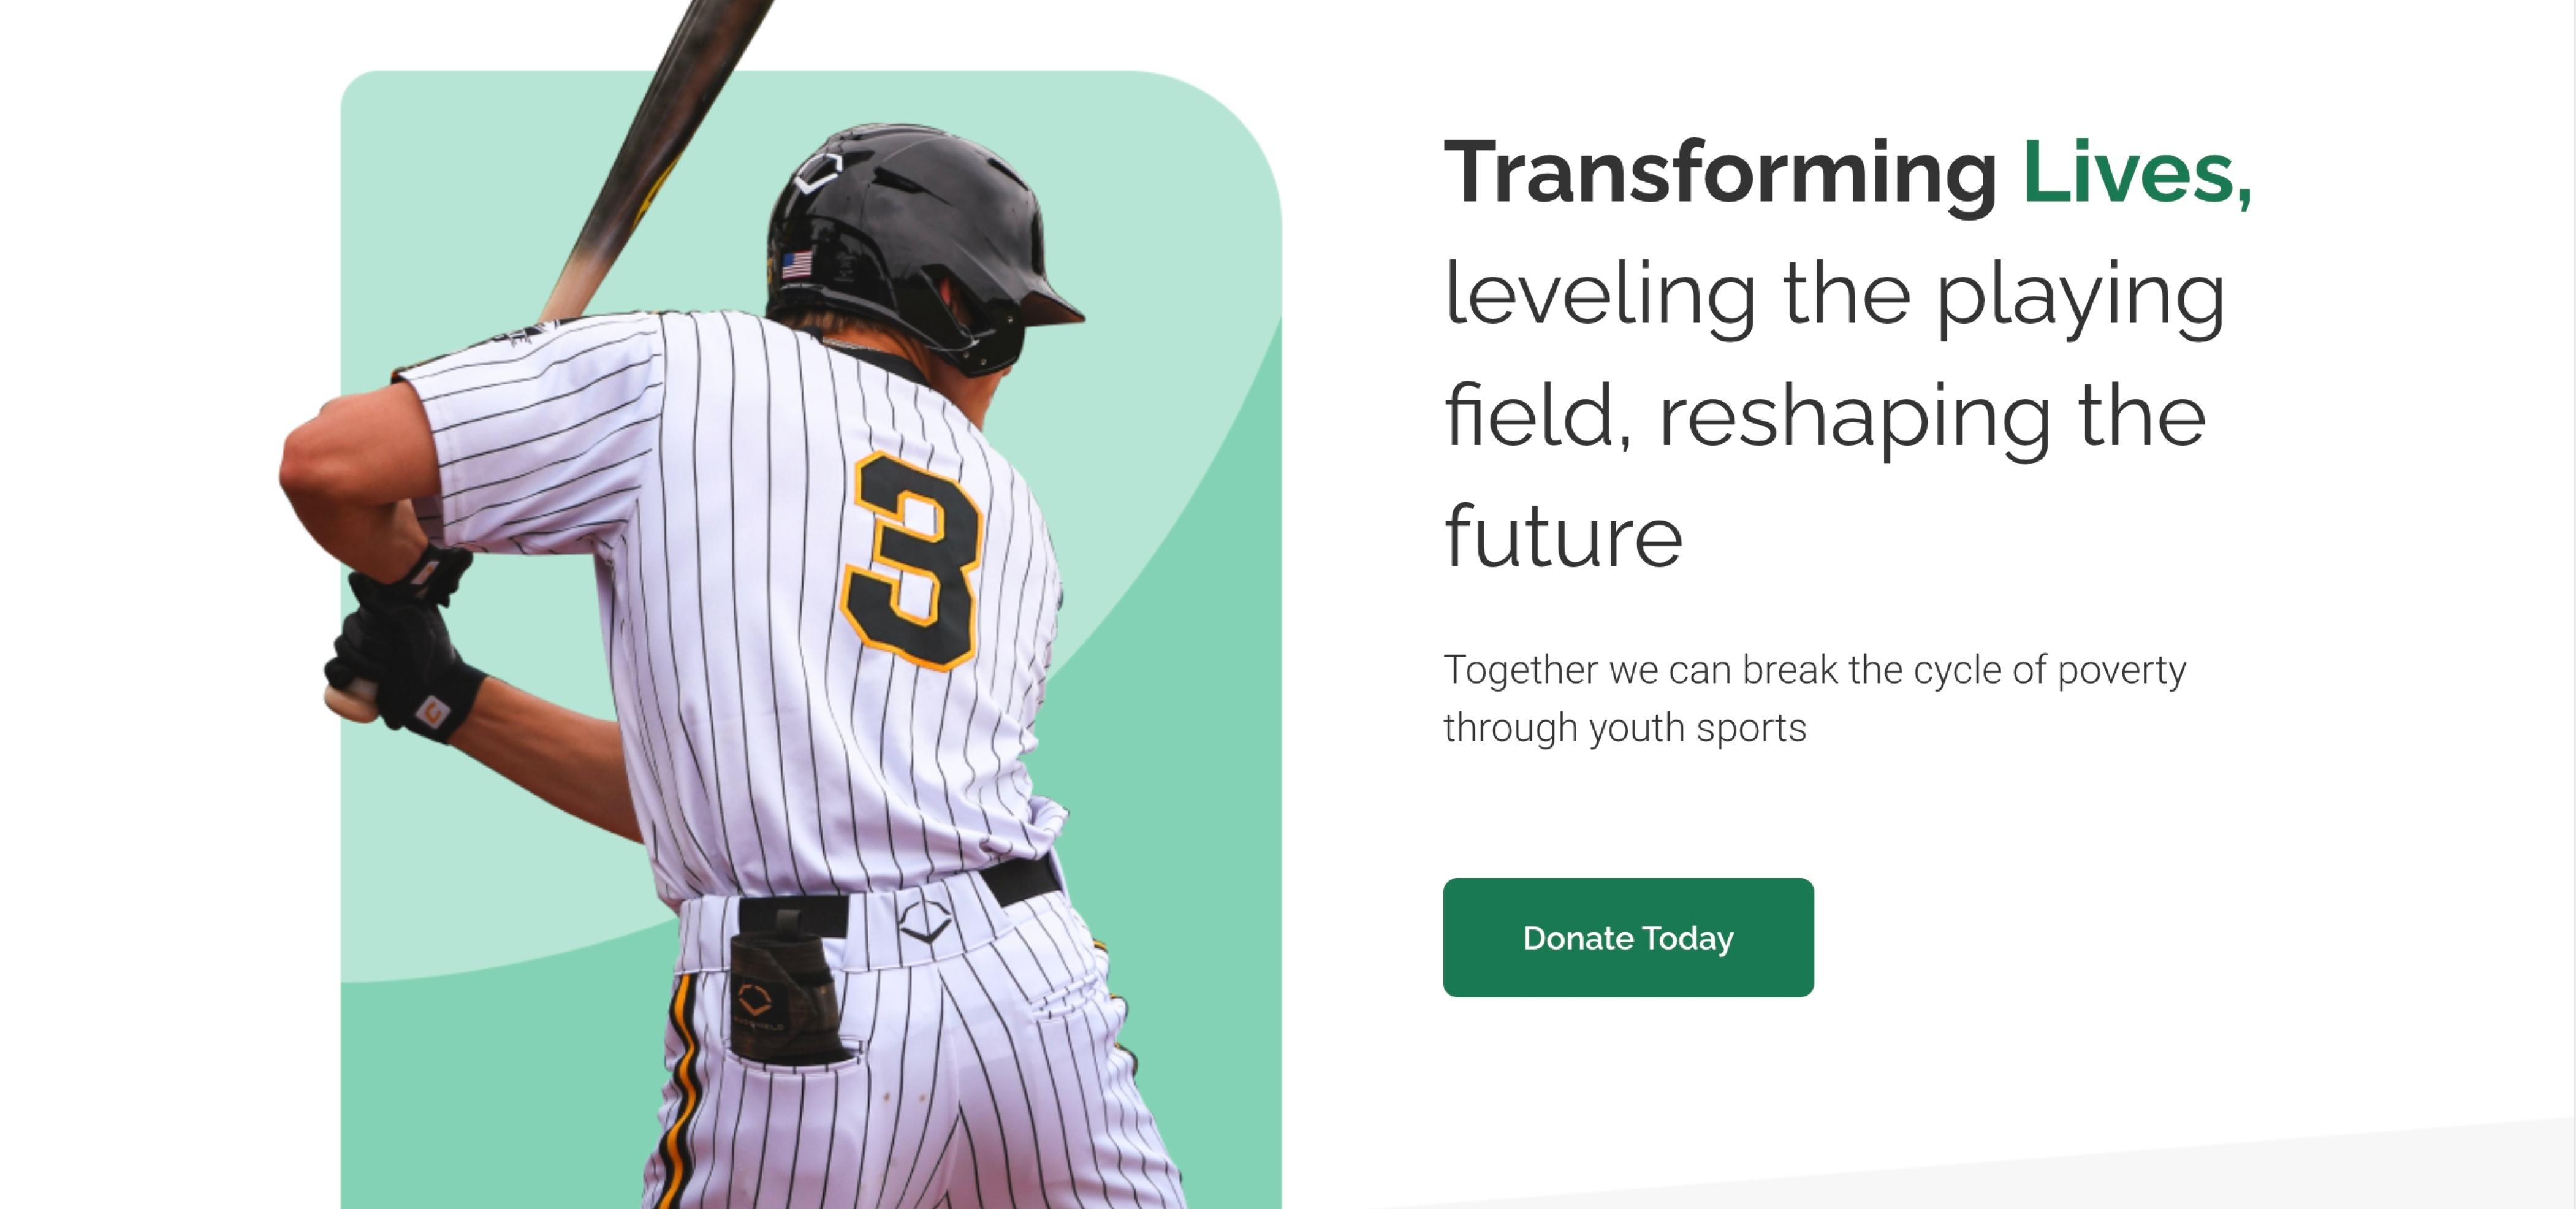 Transforming Lives,
leveling the playing
field, reshaping the
future
Together we can break the cycle of poverty
through youth sports
Donate Today
3